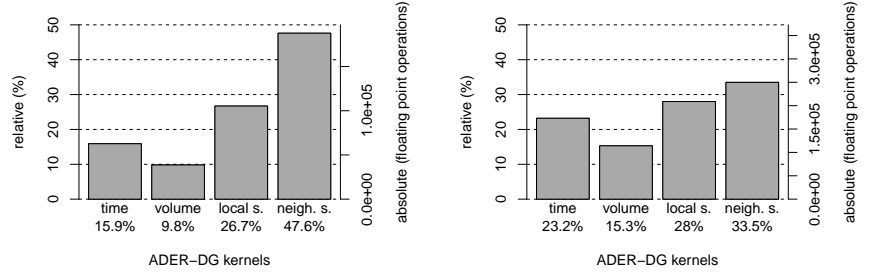 relative (%)
50
40
30
20
10
0
1.0e+05
0.0e+00
absolute (floating point operations)
time volume local s. neigh. s.
15.9% 9.8% 26.7% 47.6%
ADER−DG kernels
relative (%)
50
40
30
20
10
0
3.0e+05
1.5e+05
0.0e+00
absolute (floating point operations)
time volume local s. neigh. s.
23.2% 15.3% 28% 33.5%
ADER−DG kernels